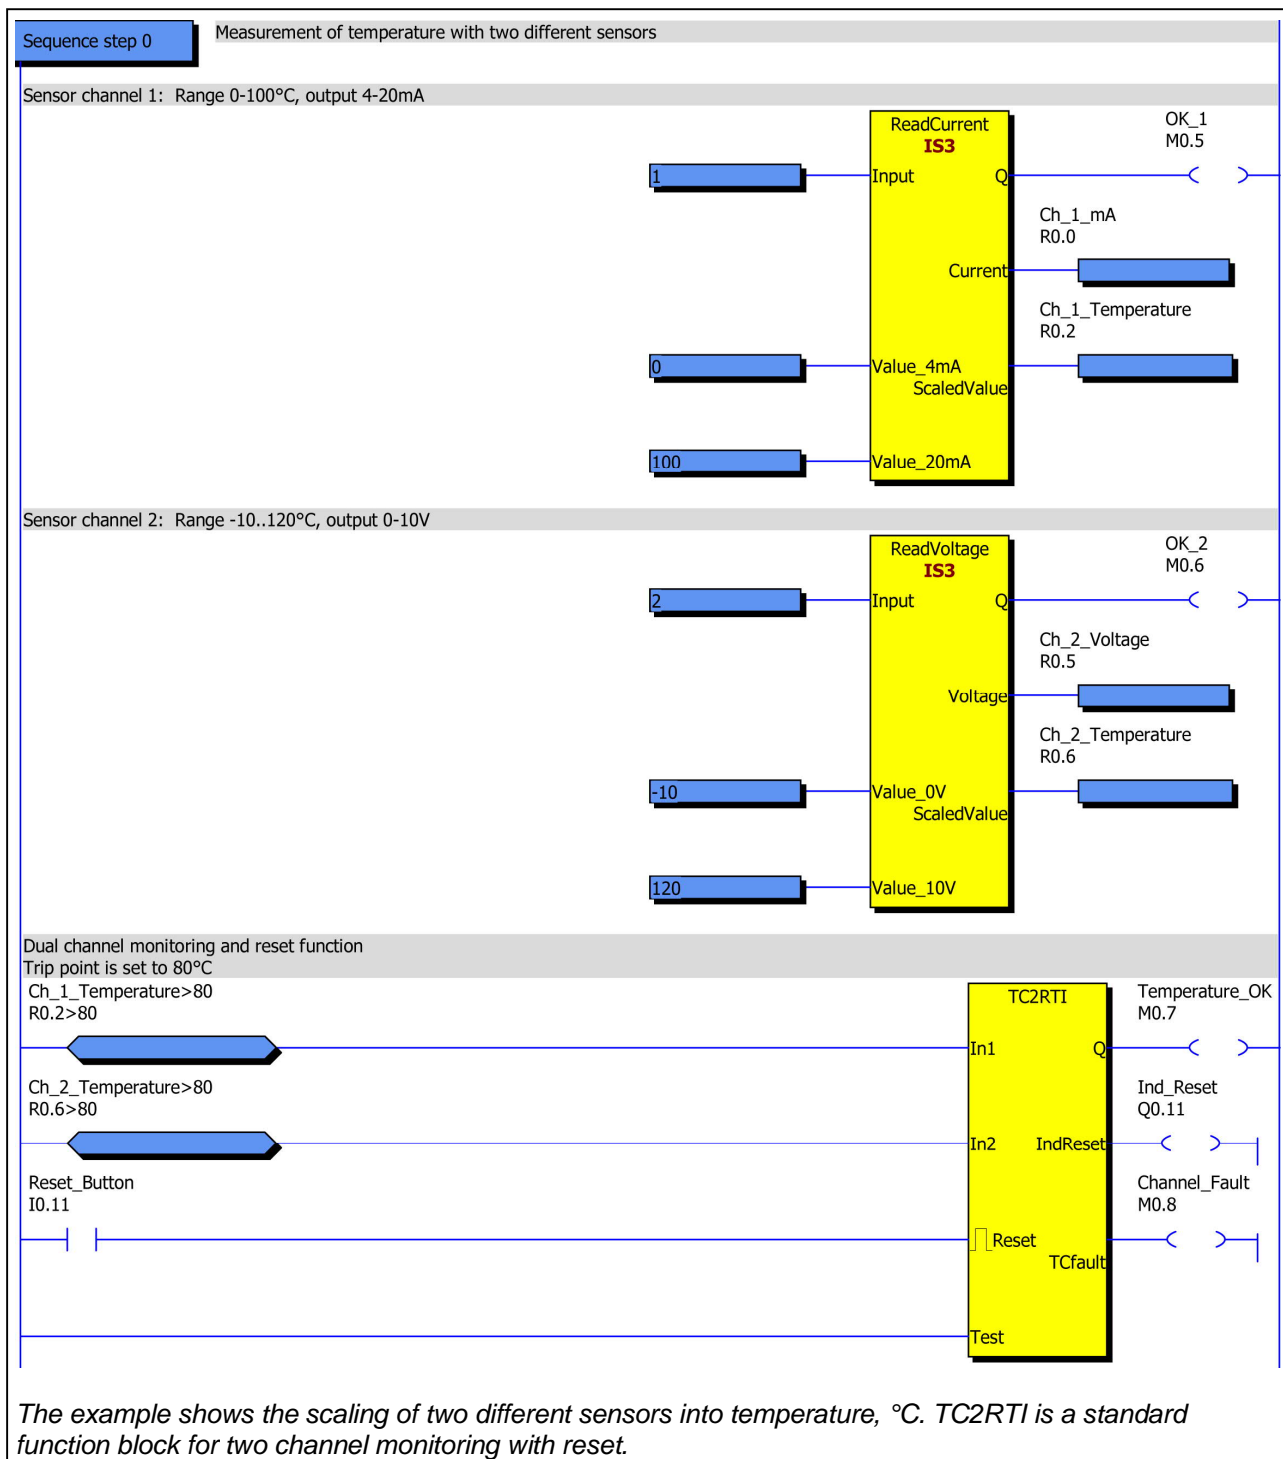 Sequence step 0
Measurement of temperature with two different sensors
Sensor channel 1:  Range 0-100°C, output 4-20mA
ReadCurrent
IS3
OK_1
M0.5
1
Input
Q
Ch_1_mA
R0.0
Current
Ch_1_Temperature
R0.2
0
Value_4mA
ScaledValue
100
Value_20mA
Sensor channel 2:  Range -10..120°C, output 0-10V
ReadVoltage
IS3
OK_2
M0.6
2
Input
Q
Ch_2_Voltage
R0.5
Voltage
Ch_2_Temperature
R0.6
-10
Value_0V
ScaledValue
120
Value_10V
Dual channel monitoring and reset function
Trip point is set to 80°C
Ch_1_Temperature>80
R0.2>80
TC2RTI
Temperature_OK
M0.7
In1
Q
Ch_2_Temperature>80
R0.6>80
Ind_Reset
Q0.11
In2
IndReset
Reset_Button
I0.11
Channel_Fault
M0.8
Reset
TCfault
Test
The example shows the scaling of two different sensors into temperature, °C. TC2RTI is a standard
function block for two channel monitoring with reset.